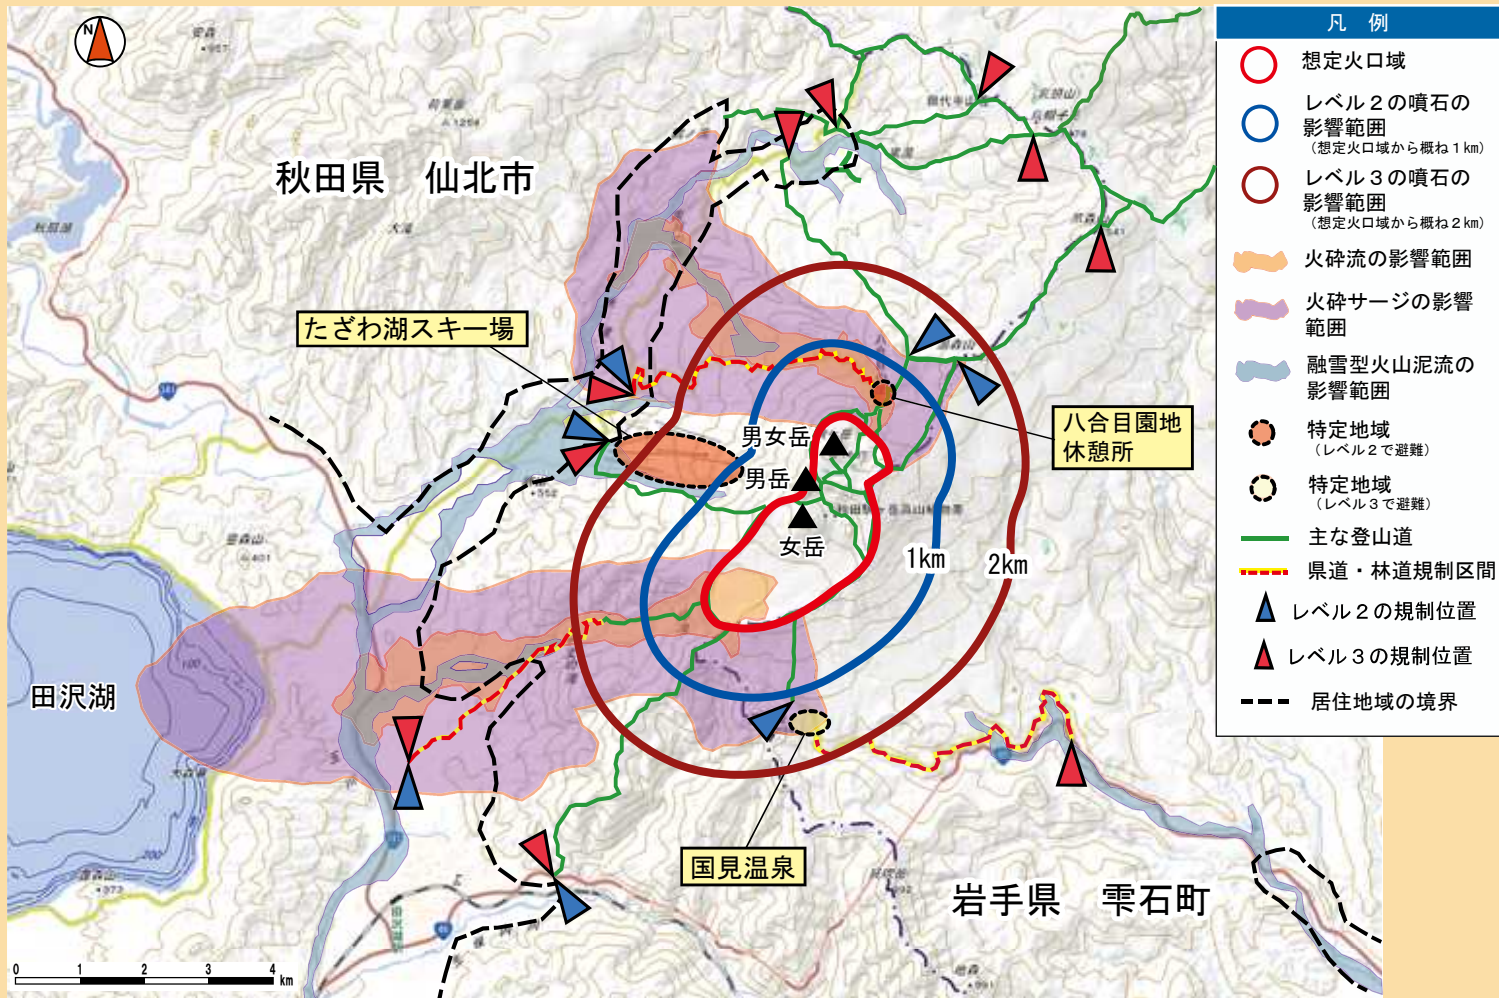 N
秋田県 仙北市
たざわ湖スキー場
男女岳
男岳
女岳
八合目園地
休憩所
1km
2km
田沢湖
国見温泉
岩手県 雫石町
100
200
341
46
401
552
0 1 2 3 4 km
凡 例
想定火口域
レベル2の噴石の
影響範囲
(想定火口域から概ね1km)
レベル3の噴石の
影響範囲
(想定火口域から概ね2km)
火砕流の影響範囲
火砕サージの影響
範囲
融雪型火山泥流の
影響範囲
特定地域
(レベル2で避難)
特定地域
(レベル3で避難)
主な登山道
県道・林道規制区間
レベル2の規制位置
レベル3の規制位置
居住地域の境界